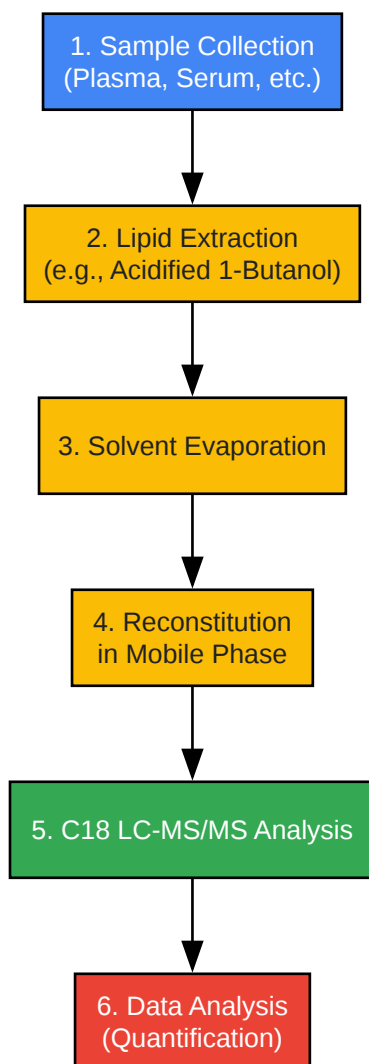 1. Sample Collection
(Plasma, Serum, etc.)
2. Lipid Extraction
(e.g., Acidified 1-Butanol)
3. Solvent Evaporation
4. Reconstitution
in Mobile Phase
5. C18 LC-MS/MS Analysis
6. Data Analysis
(Quantification)